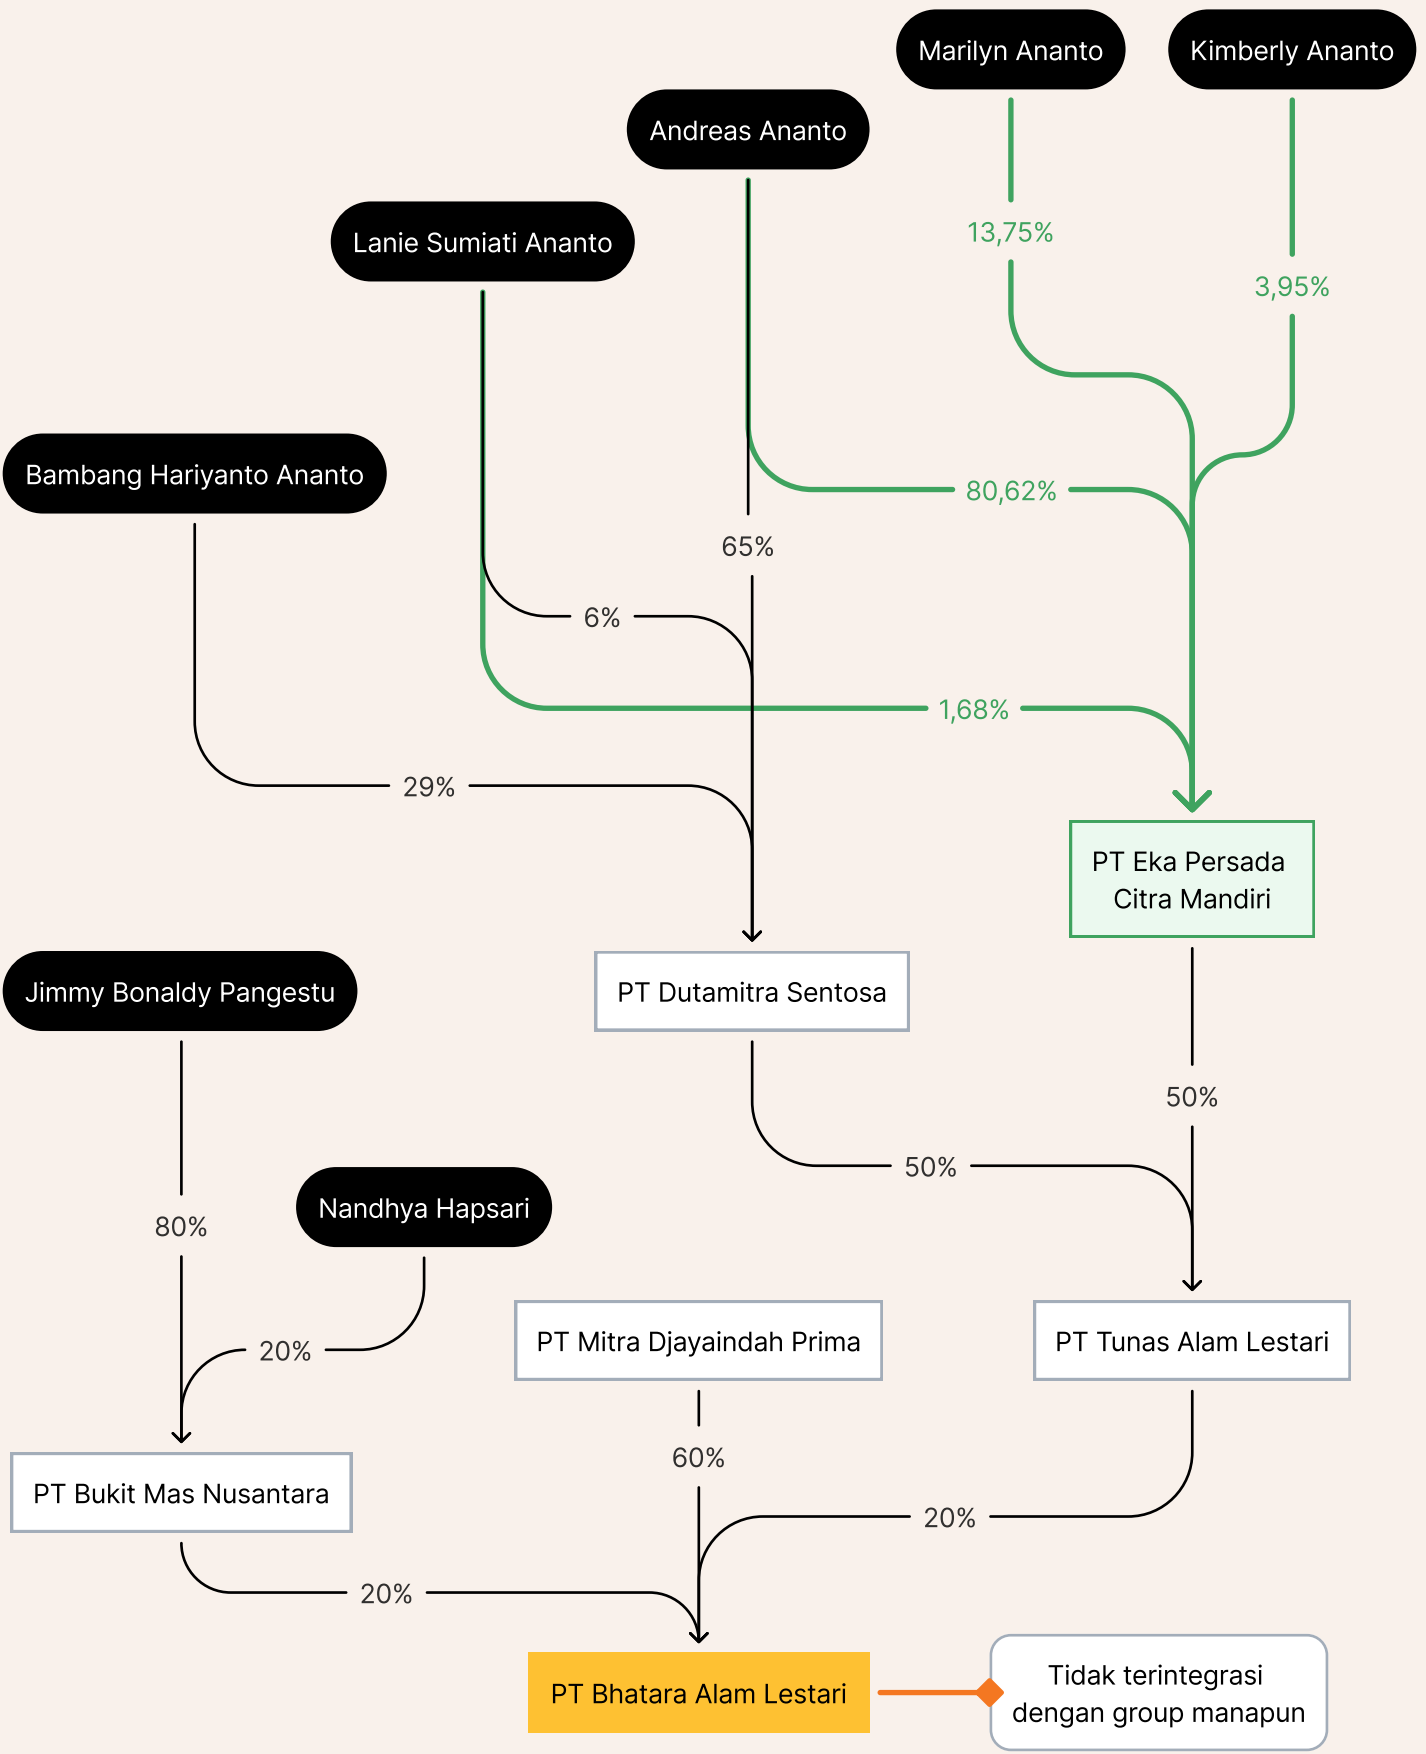 Marilyn Ananto
Kimberly Ananto
Andreas Ananto
Lanie Sumiati Ananto
13,75%
3,95%
Bambang Hariyanto Ananto
80,62%
65%
6%
1,68%
29%
PT Eka Persada
Citra Mandiri
Jimmy Bonaldy Pangestu
PT Dutamitra Sentosa
50%
50%
Nandhya Hapsari
80%
20%
PT Mitra Djayaindah Prima
PT Tunas Alam Lestari
60%
PT Bukit Mas Nusantara
20%
20%
PT Bhatara Alam Lestari
Tidak terintegrasi
dengan group manapun